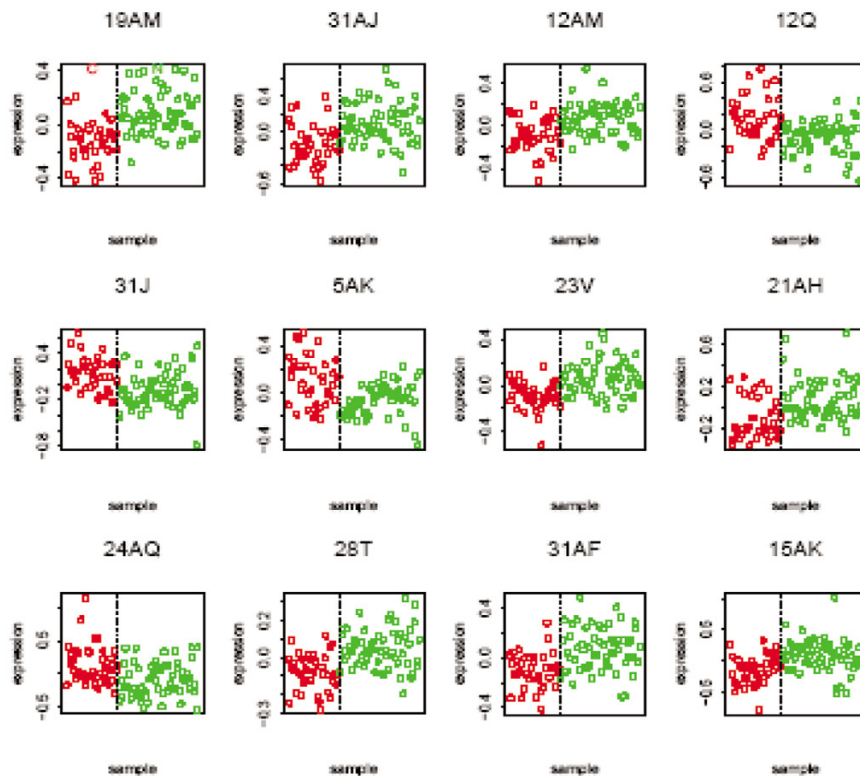 19AM 31AJ 12AM 12Q
expression 0.4 0.0 −0.4 C N expression 0.4 0.0 −0.6 expression 0.4 0.0 −0.4 expression 0.6 0.0 −0.6
sample sample sample sample
31J 5AK 23V 21AH
expression 0.4 −0.2 −0.8 expression 0.4 0.0 −0.4 expression 0.4 0.0 −0.4 expression 0.6 0.2 −0.2
sample sample sample sample
24AQ 28T 31AF 15AK
expression 0.5 −0.5 expression 0.2 0.0 −0.3 expression 0.4 0.0 −0.4 expression
sample sample sample sample